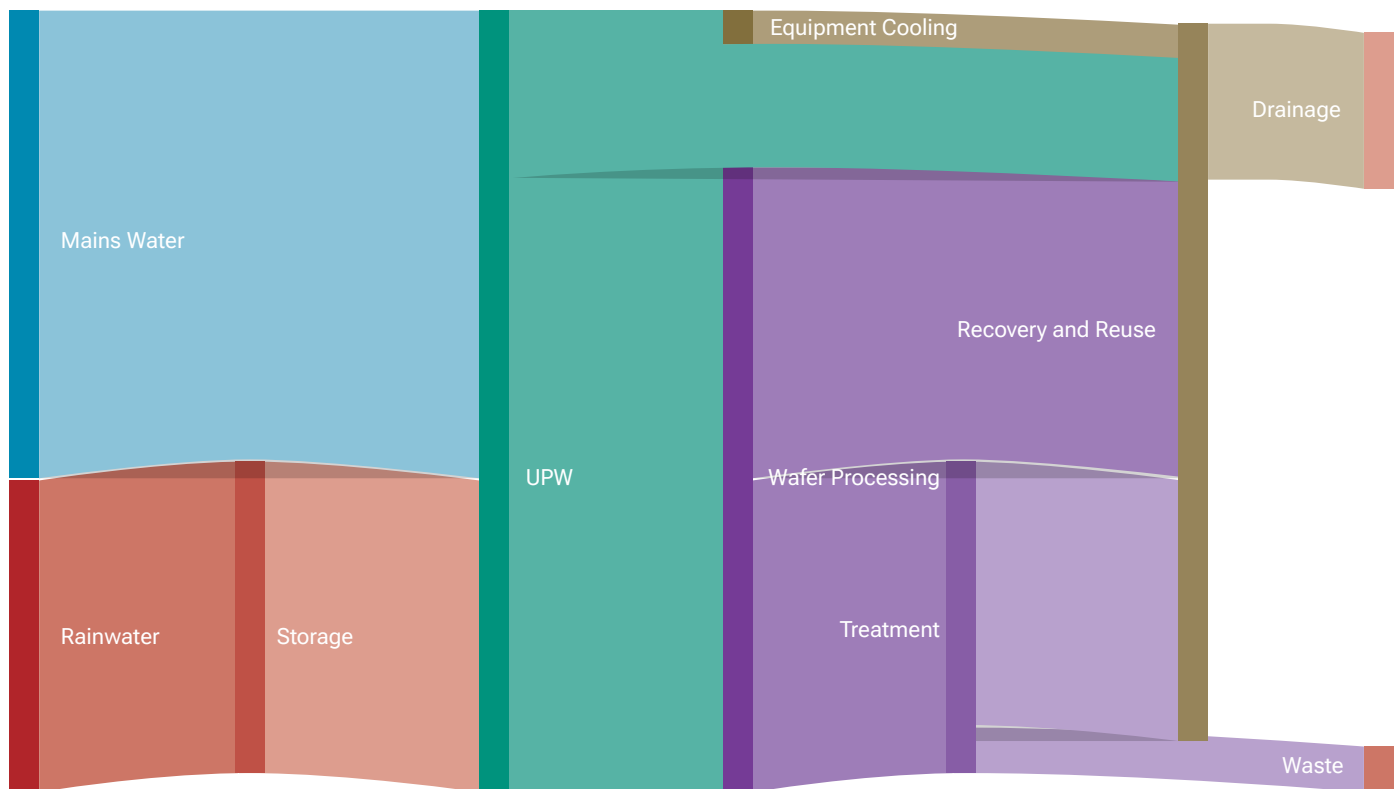 Equipment Cooling
Drainage
Mains Water
Recovery and Reuse
UPW
Wafer Processing
Rainwater
Storage
Treatment
Waste